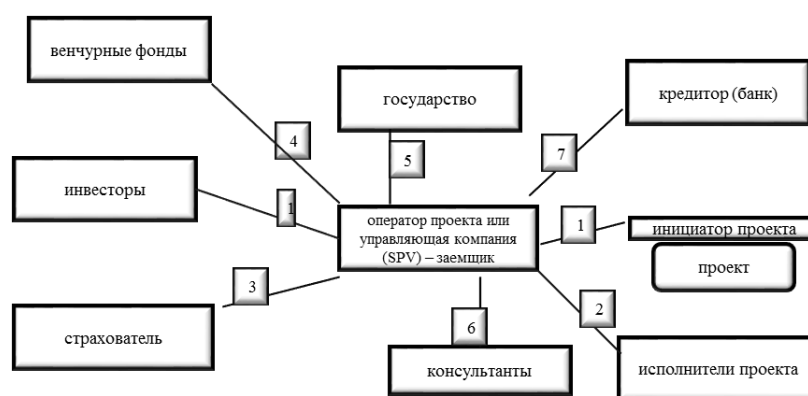 венчурные фонды
государство
кредитор (банк)
4
5
7
инвесторы
1
оператор проекта или
управляющая компания
(SPV) – заемщик
1
инициатор проекта
проект
3
2
страхователь
6
консультанты
исполнители проекта